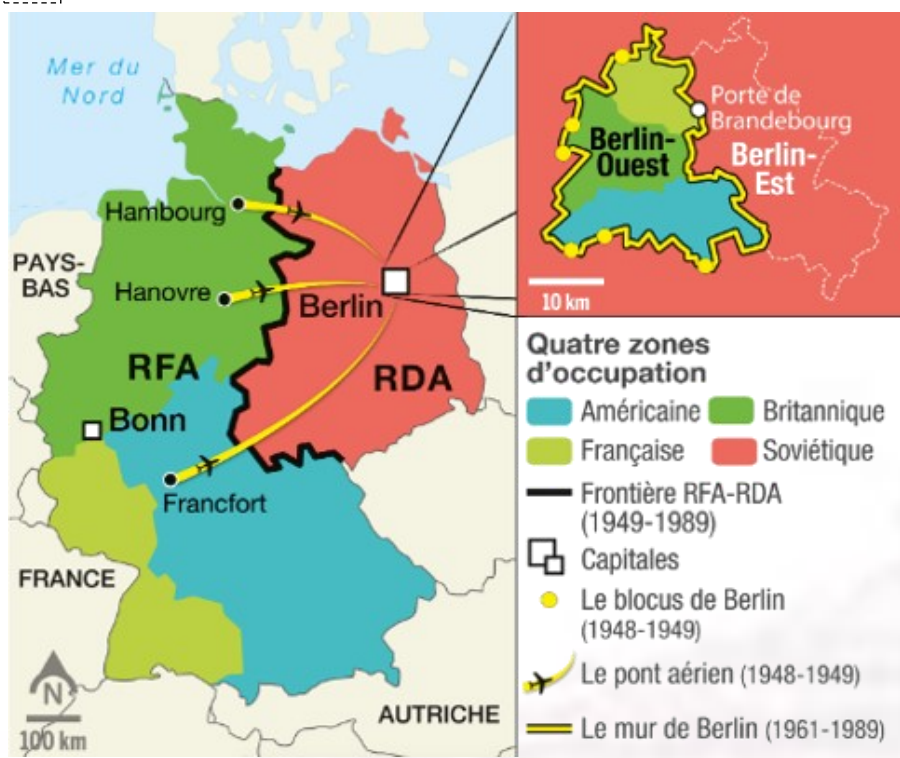 Mer du
Nord
Hambourg
PAYS-
BAS
Hanovre
Berlin
RFA
RDA
Bonn
Francfort
FRANCE
AUTRICHE
N
100 km
Porte de
Brandebourg
Berlin-
Ouest
Berlin-
Est
10 km
Quatre zones
d'occupation
Américaine
Britannique
Française
Soviétique
Frontière RFA-RDA
(1949-1989)
Capitales
Le blocus de Berlin
(1948-1949)
Le pont aérien (1948-1949)
Le mur de Berlin (1961-1989)